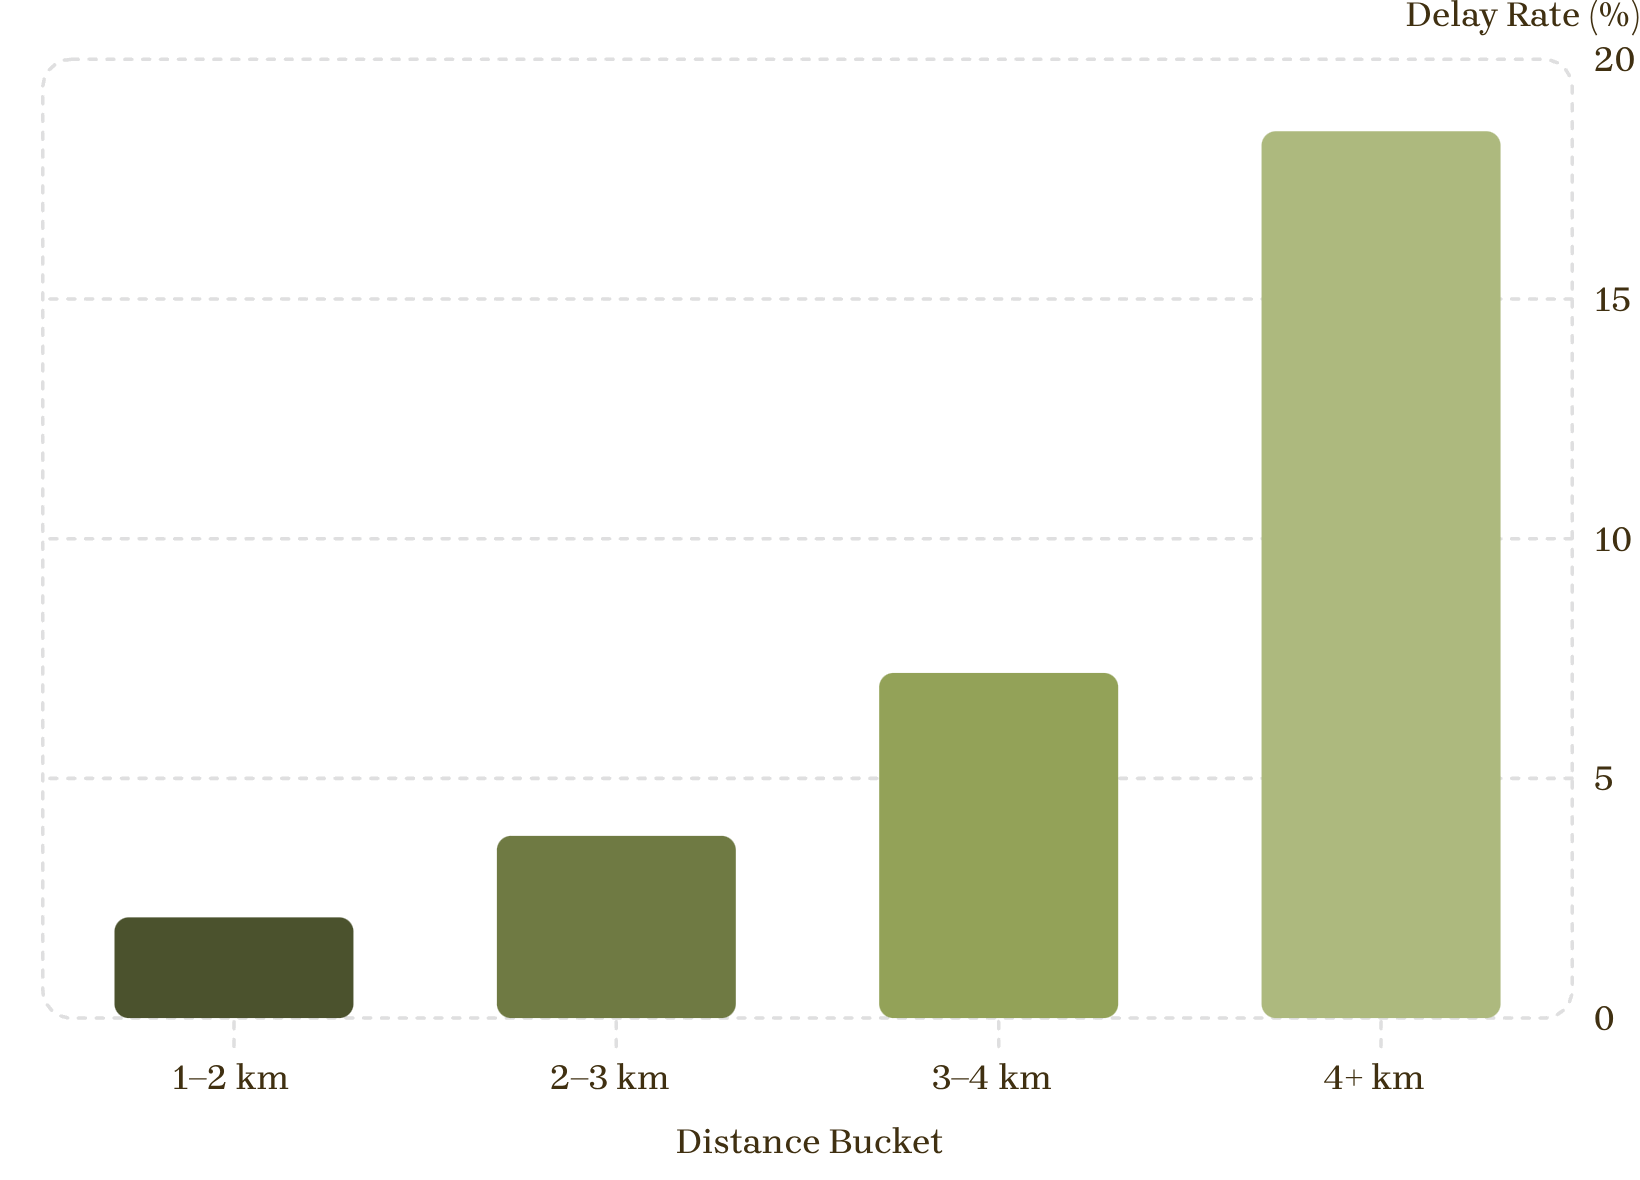 Delay Rate (%)
20
15
10
5
0
1–2 km
2–3 km
3–4 km
4+ km
Distance Bucket